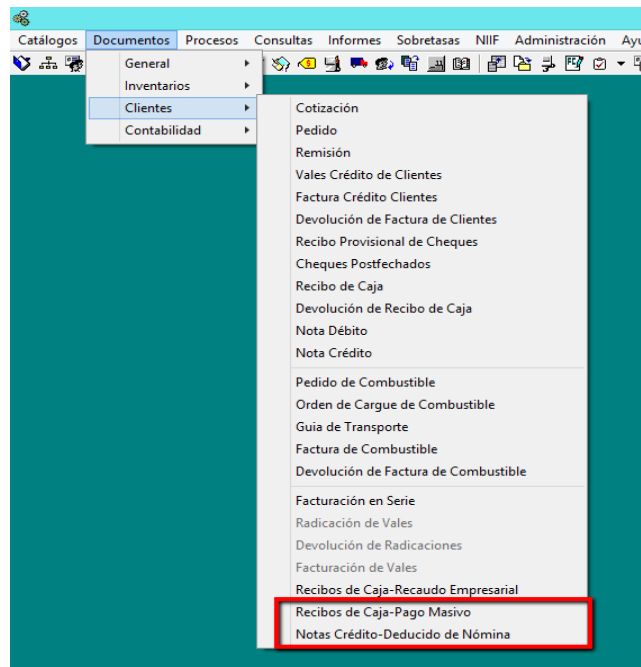 Catálogos Documentos Procesos Consultas Informes Sobretasas NIIF Administración Ayu
General
Inventarios
Clientes
Contabilidad
Cotización
Pedido
Remisión
Vales Crédito de Clientes
Factura Crédito Clientes
Devolución de Factura de Clientes
Recibo Provisional de Cheques
Cheques Postfechados
Recibo de Caja
Devolución de Recibo de Caja
Nota Débito
Nota Crédito
Pedido de Combustible
Orden de Cargue de Combustible
Guia de Transporte
Factura de Combustible
Devolución de Factura de Combustible
Facturación en Serie
Radicación de Vales
Devolución de Radicaciones
Facturación de Vales
Recibos de Caja-Recaudo Empresarial
Recibos de Caja-Pago Masivo
Notas Crédito-Deducido de Nómina